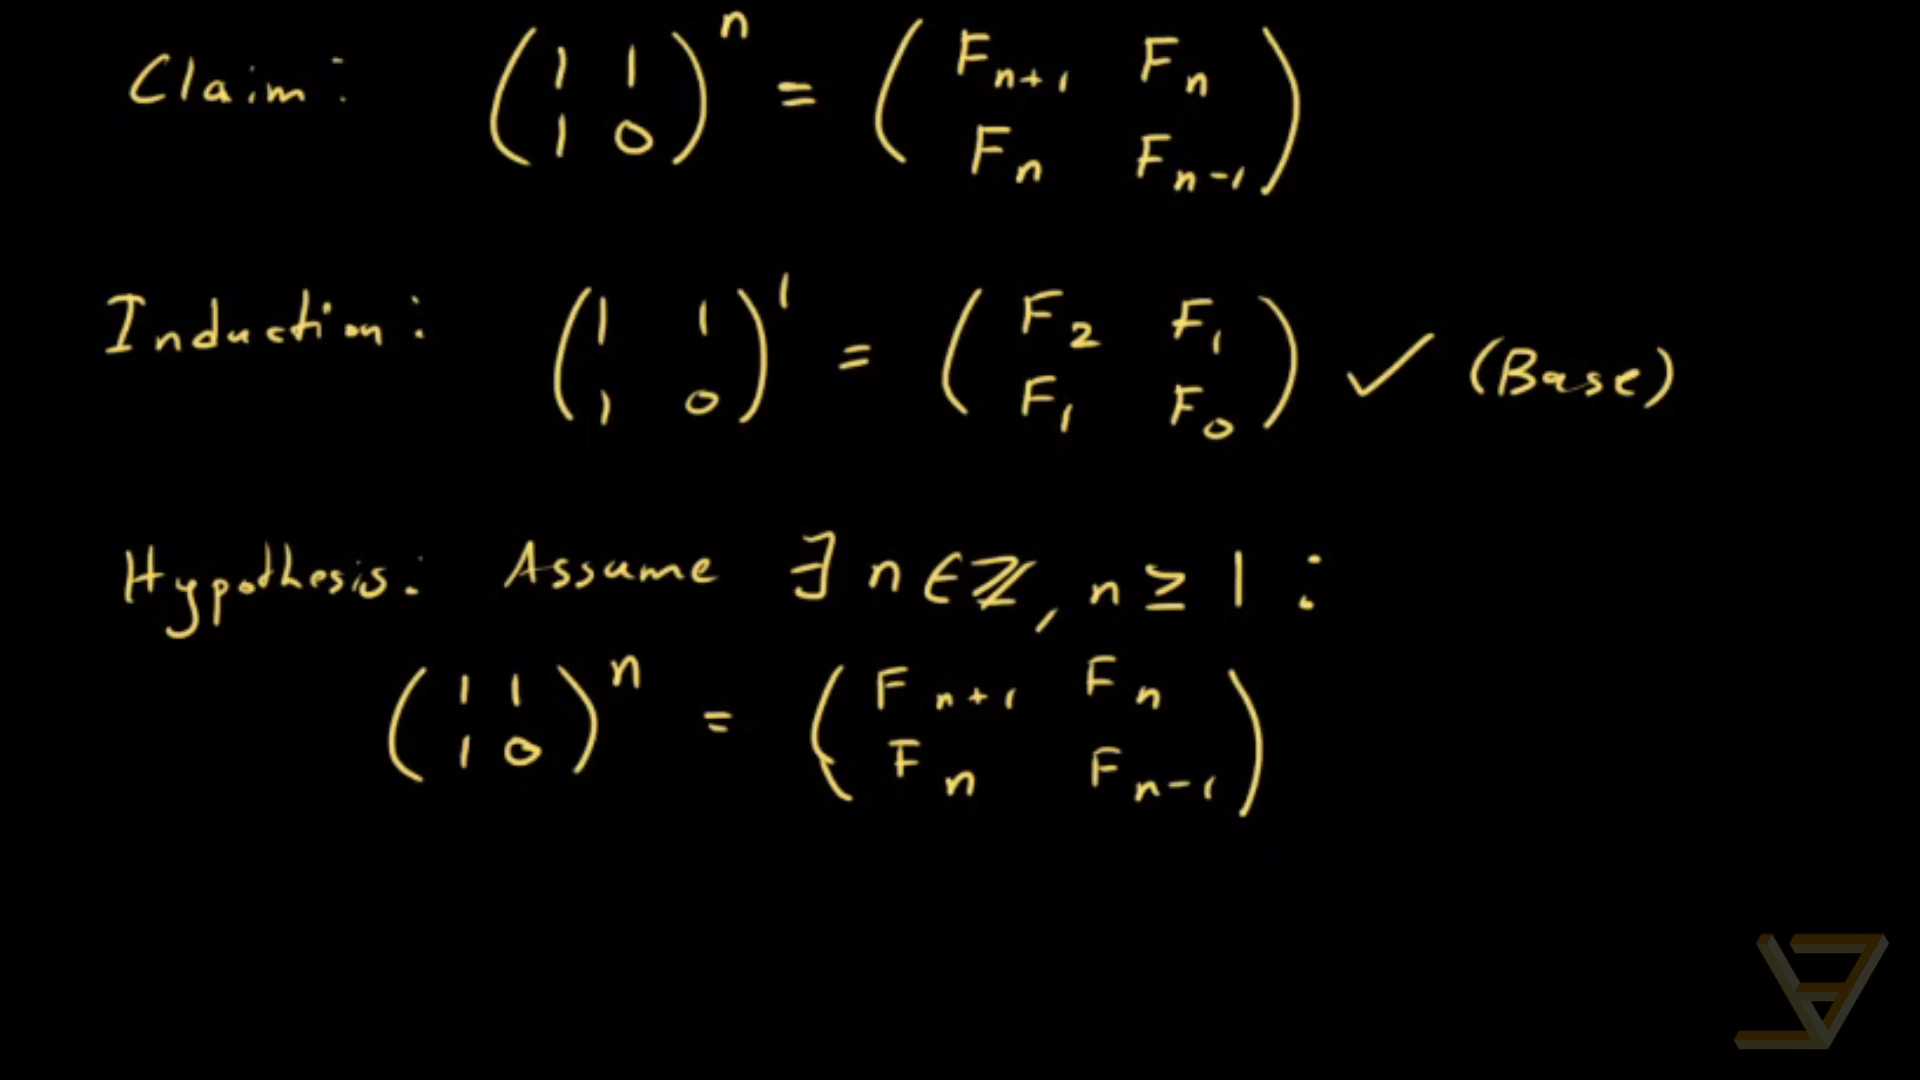 Claim: (1 1 1 0)^n = (F_{n+1} F_n F_n F_{n-1})
Induction: (1 1 1 0)^1 = (F_2 F_1 F_1 F_0) ✓ (Base)
Hypothesis: Assume ∃ n∈ℤ, n ≥ 1 :
(1 1 1 0)^n = (F_{n+1} F_n F_n F_{n-1})